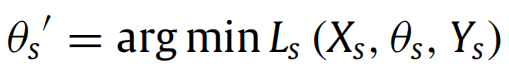 θₛ′ = arg min Lₛ (Xₛ, θₛ, Yₛ)